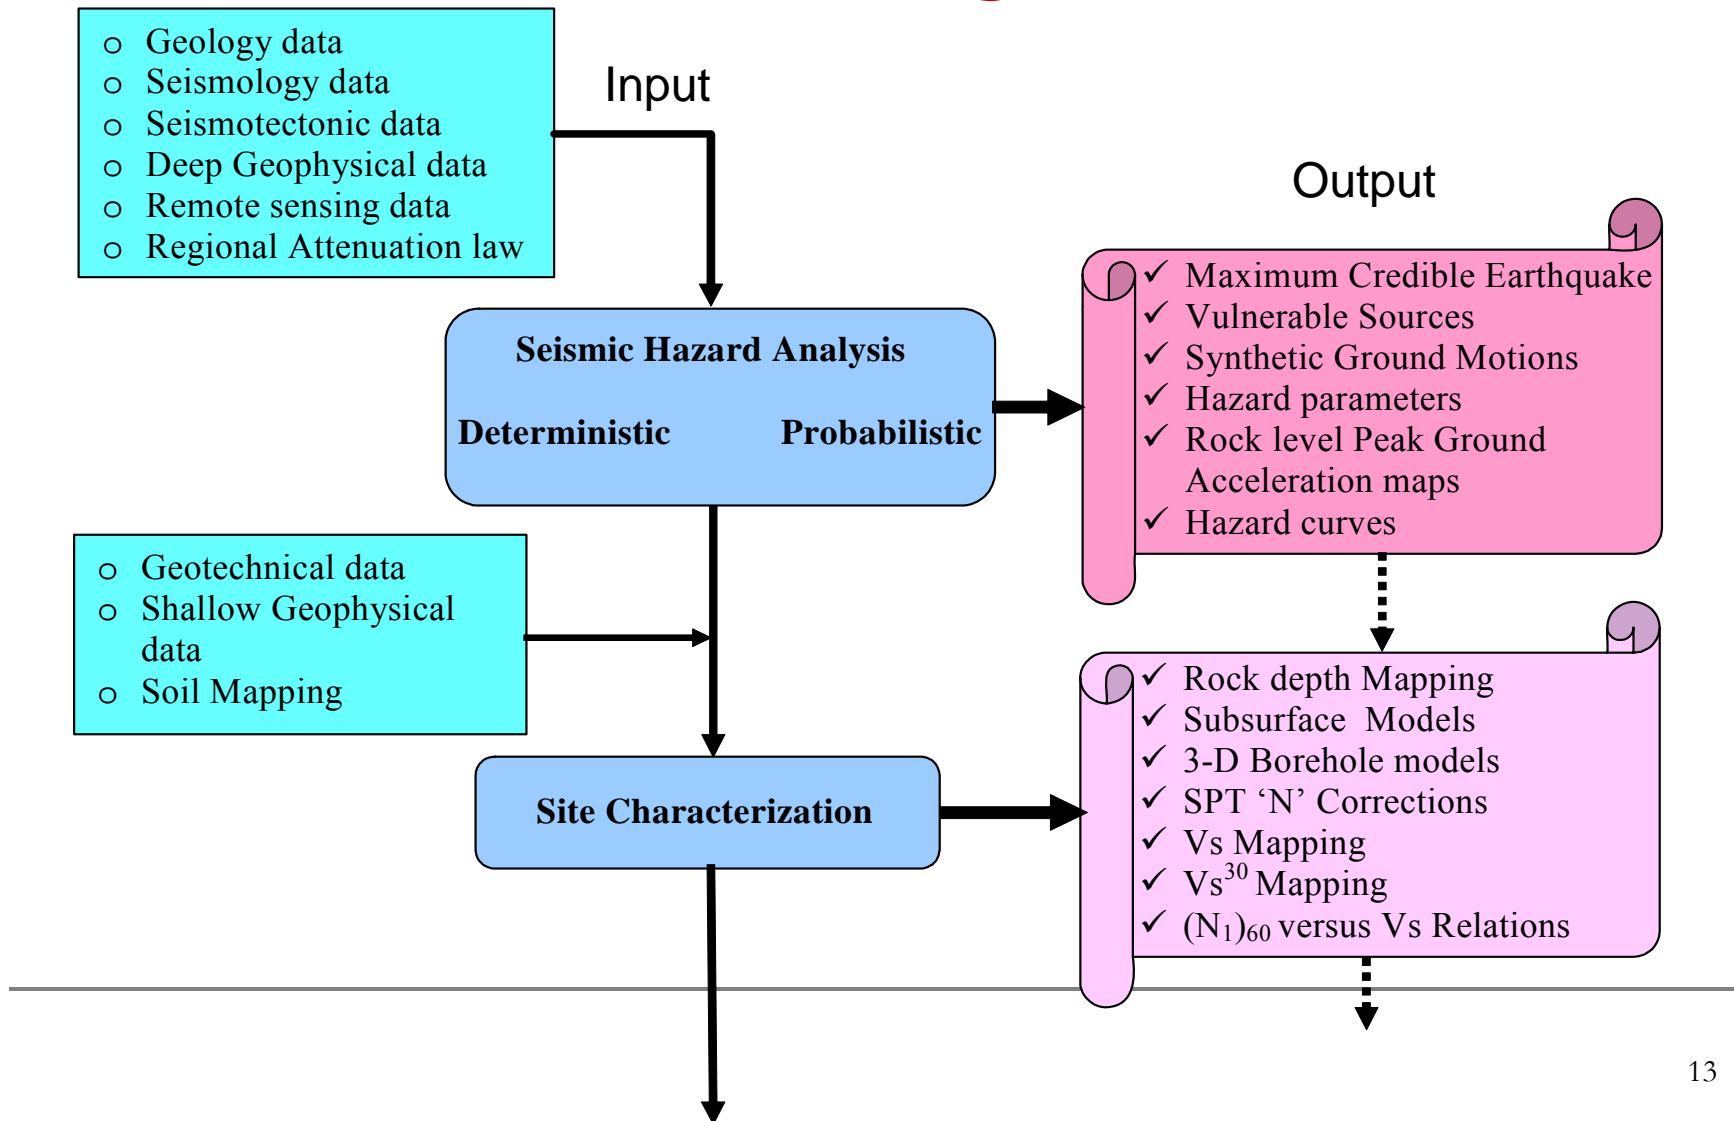 o Geology data
o Seismology data
o Seismotectonic data
o Deep Geophysical data
o Remote sensing data
o Regional Attenuation law
Input
Output
Seismic Hazard Analysis
Deterministic Probabilistic
✓ Maximum Credible Earthquake
✓ Vulnerable Sources
✓ Synthetic Ground Motions
✓ Hazard parameters
✓ Rock level Peak Ground
Acceleration maps
✓ Hazard curves
o Geotechnical data
o Shallow Geophysical
data
o Soil Mapping
Site Characterization
✓ Rock depth Mapping
✓ Subsurface Models
✓ 3-D Borehole models
✓ SPT ‘N’ Corrections
✓ Vs Mapping
✓ Vs³⁰ Mapping
✓ (N₁)₆₀ versus Vs Relations
13